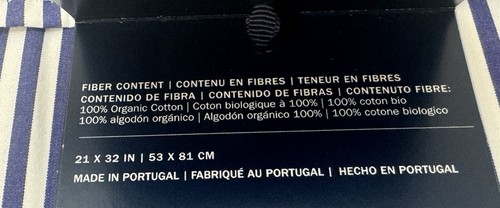 FIBER CONTENT | CONTENU EN FIBRES | TENEUR EN FIBRES
CONTENIDO DE FIBRA | CONTENIDO DE FIBRAS | CONTENUTO FIBRE:
100% Organic Cotton | Coton biologique à 100% | 100% coton bio
100% algodón orgánico | Algodón orgánico 100% | 100% cotone biologico
21 X 32 IN | 53 X 81 CM
MADE IN PORTUGAL | FABRIQUÉ AU PORTUGAL | HECHO EN PORTUGAL